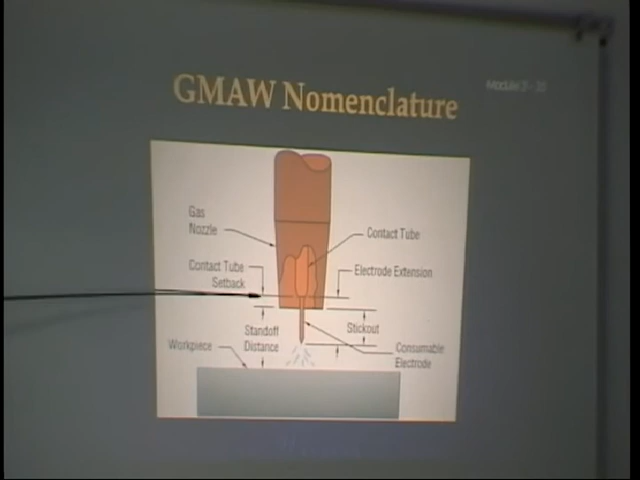 GMAW Nomenclature
Gas
Nozzle
Contact Tube
Contact Tube
Setback
Electrode Extension
Standoff
Distance
Stickout
Workpiece
Consumable
Electrode